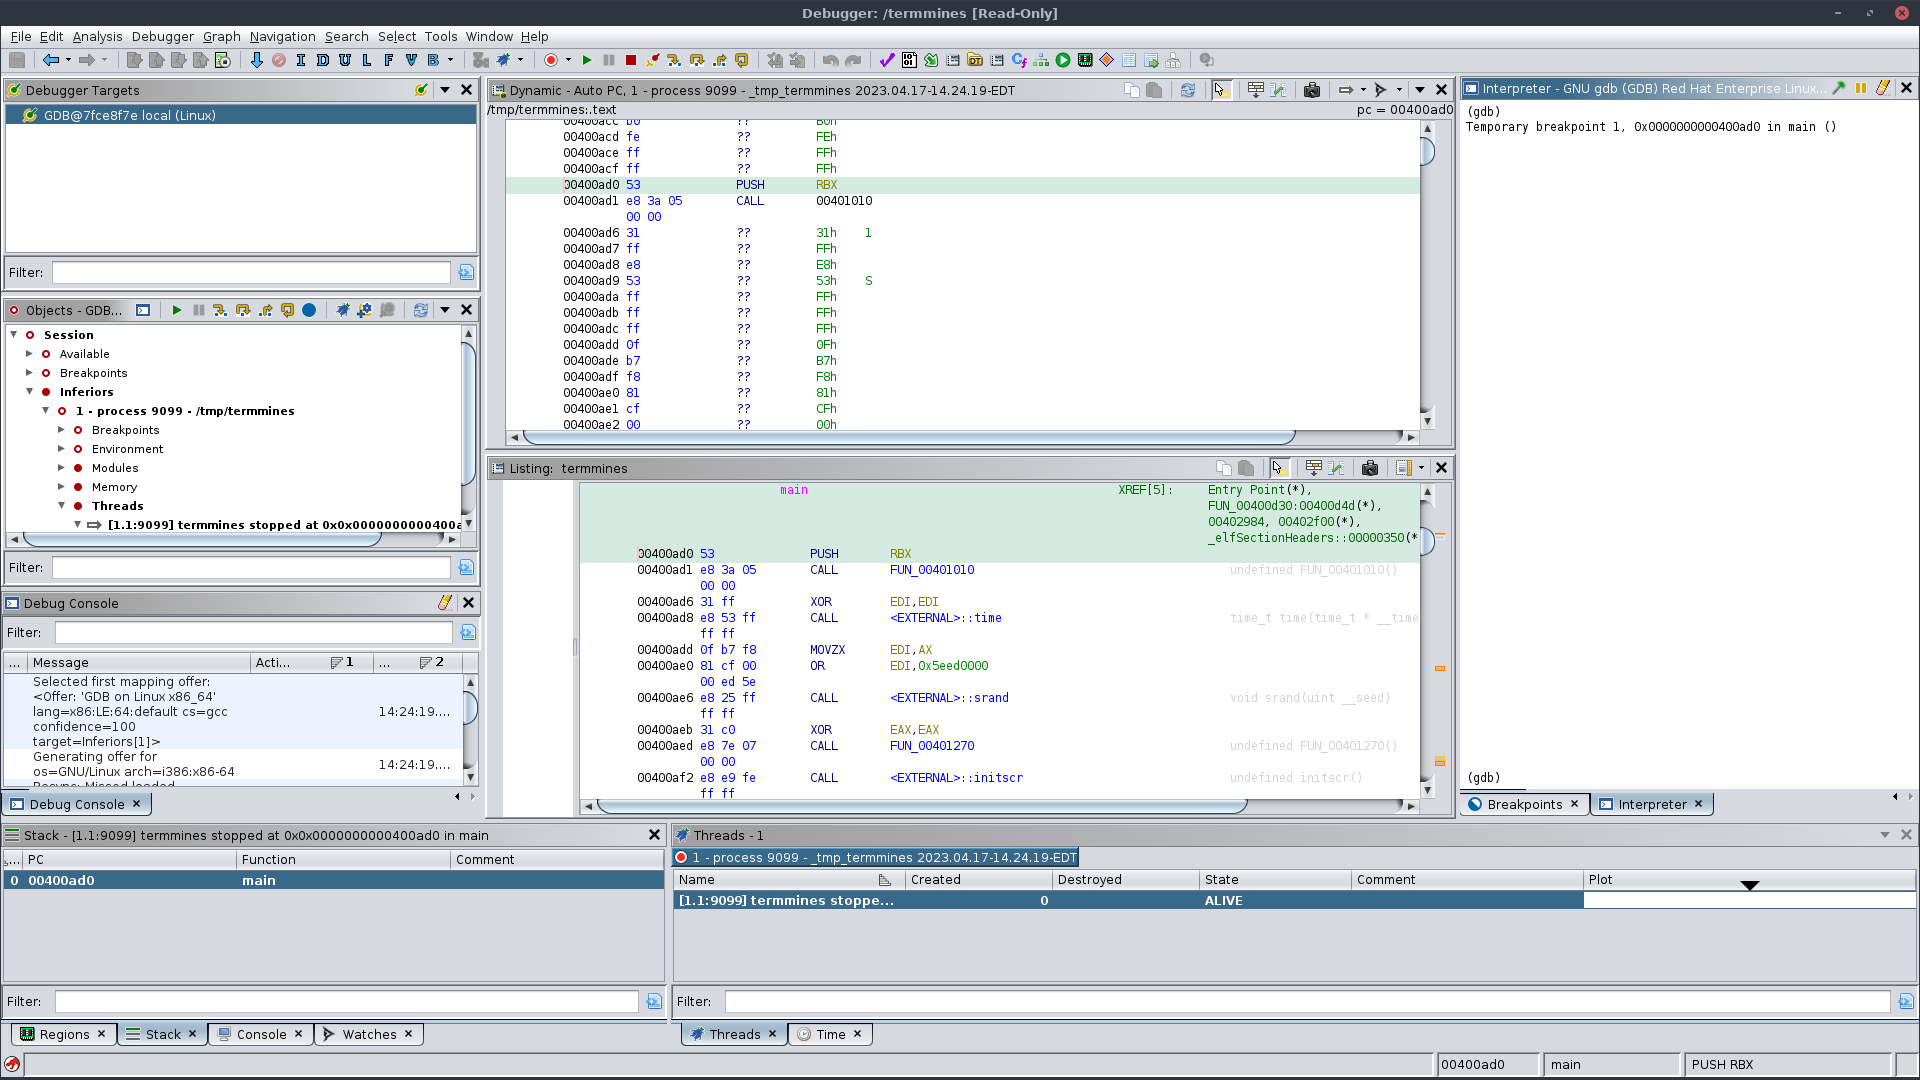 Debugger: /termmines [Read-Only]
File Edit Analysis Debugger Graph Navigation Search Select Tools Window Help
I D U L F V B
Debugger Targets
GDB@7fce8f7e local (Linux)
Filter:
Objects - GDB...
Session
Available
Breakpoints
Inferiors
1 - process 9099 - /tmp/termmines
Breakpoints
Environment
Modules
Memory
Threads
[1.1:9099] termmines stopped at 0x0x0000000000400a
Filter:
Debug Console
Filter:
... Message Acti... 1 ... 2
Selected first mapping offer:
<Offer: 'GDB on Linux x86_64'
lang=x86:LE:64:default cs=gcc 14:24:19....
confidence=100
target=Inferiors[1]>
Generating offer for
os=GNU/Linux arch=i386:x86-64 14:24:19....
Debug Console
Dynamic - Auto PC, 1 - process 9099 - _tmp_termmines 2023.04.17-14.24.19-EDT
/tmp/termmines:.text pc = 00400ad0
00400acc b0 ?? B0h
00400acd fe ?? FEh
00400ace ff ?? FFh
00400acf ff ?? FFh
00400ad0 53 PUSH RBX
00400ad1 e8 3a 05 CALL 00401010
00 00
00400ad6 31 ?? 31h 1
00400ad7 ff ?? FFh
00400ad8 e8 ?? E8h
00400ad9 53 ?? 53h S
00400ada ff ?? FFh
00400adb ff ?? FFh
00400adc ff ?? FFh
00400add 0f ?? 0Fh
00400ade b7 ?? B7h
00400adf f8 ?? F8h
00400ae0 81 ?? 81h
00400ae1 cf ?? CFh
00400ae2 00 ?? 00h
Listing: termmines
main XREF[5]: Entry Point(*),
FUN_00400d30:00400d4d(*),
00402984, 00402f00(*),
_elfSectionHeaders::00000350(*
00400ad0 53 PUSH RBX
00400ad1 e8 3a 05 CALL FUN_00401010 undefined FUN_00401010()
00 00
00400ad6 31 ff XOR EDI,EDI
00400ad8 e8 53 ff CALL <EXTERNAL>::time time_t time(time_t * __time
ff ff
00400add 0f b7 f8 MOVZX EDI,AX
00400ae0 81 cf 00 OR EDI,0x5eed0000
00 ed 5e
00400ae6 e8 25 ff CALL <EXTERNAL>::srand void srand(uint __seed)
ff ff
00400aeb 31 c0 XOR EAX,EAX
00400aed e8 7e 07 CALL FUN_00401270 undefined FUN_00401270()
00 00
00400af2 e8 e9 fe CALL <EXTERNAL>::initscr undefined initscr()
ff ff
Interpreter - GNU gdb (GDB) Red Hat Enterprise Linux...
(gdb)
Temporary breakpoint 1, 0x0000000000400ad0 in main ()
(gdb)
Breakpoints Interpreter
Stack - [1.1:9099] termmines stopped at 0x0x0000000000400ad0 in main
... PC Function Comment
0 00400ad0 main
Filter:
Regions Stack Console Watches
Threads - 1
1 - process 9099 - _tmp_termmines 2023.04.17-14.24.19-EDT
Name Created Destroyed State Comment Plot
[1.1:9099] termmines stoppe... 0 ALIVE
Filter:
Threads Time
00400ad0 main PUSH RBX